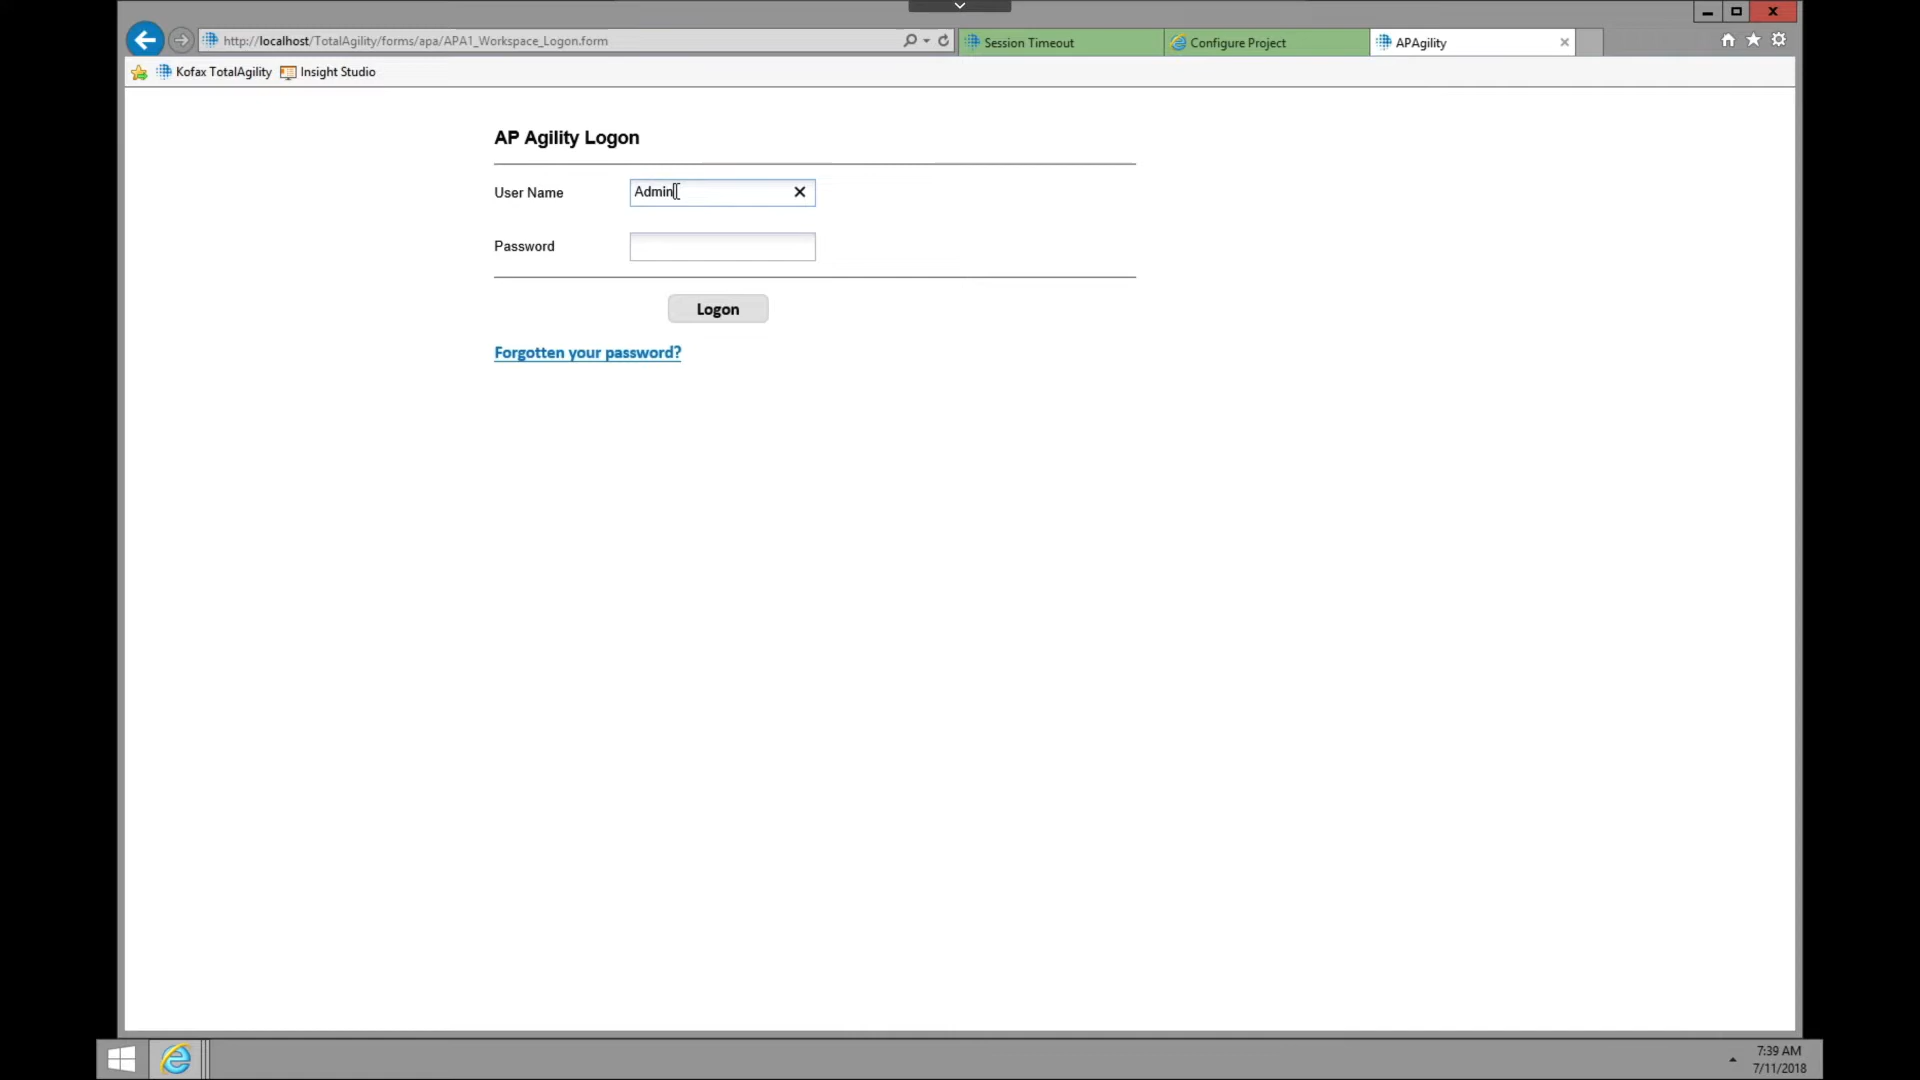 http://localhost/TotalAgility/forms/apa/APA1_Workspace_Logon.form
Session Timeout
Configure Project
APAgility
Kofax TotalAgility
Insight Studio
AP Agility Logon
User Name
Admin
Password
Logon
Forgotten your password?
7:39 AM
7/11/2018